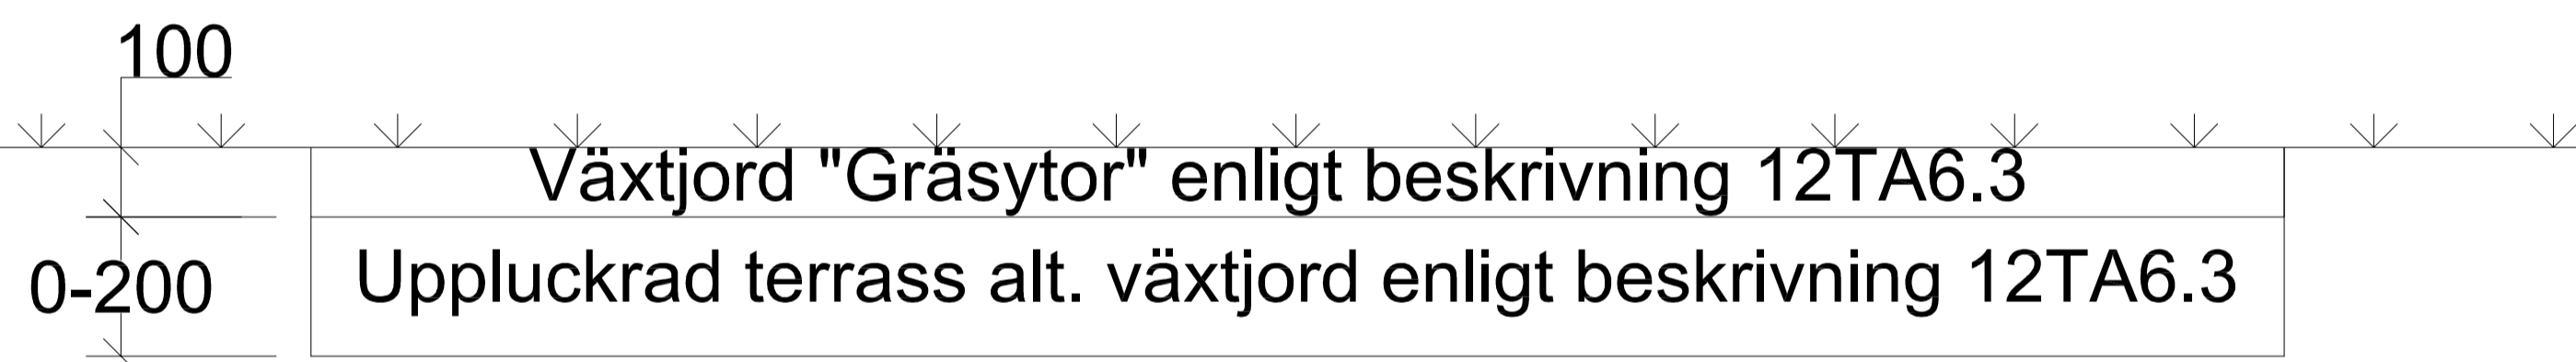 100
Växtjord "Gräsytor" enligt beskrivning 12TA6.3
0-200
Uppluckrad terrass alt. växtjord enligt beskrivning 12TA6.3